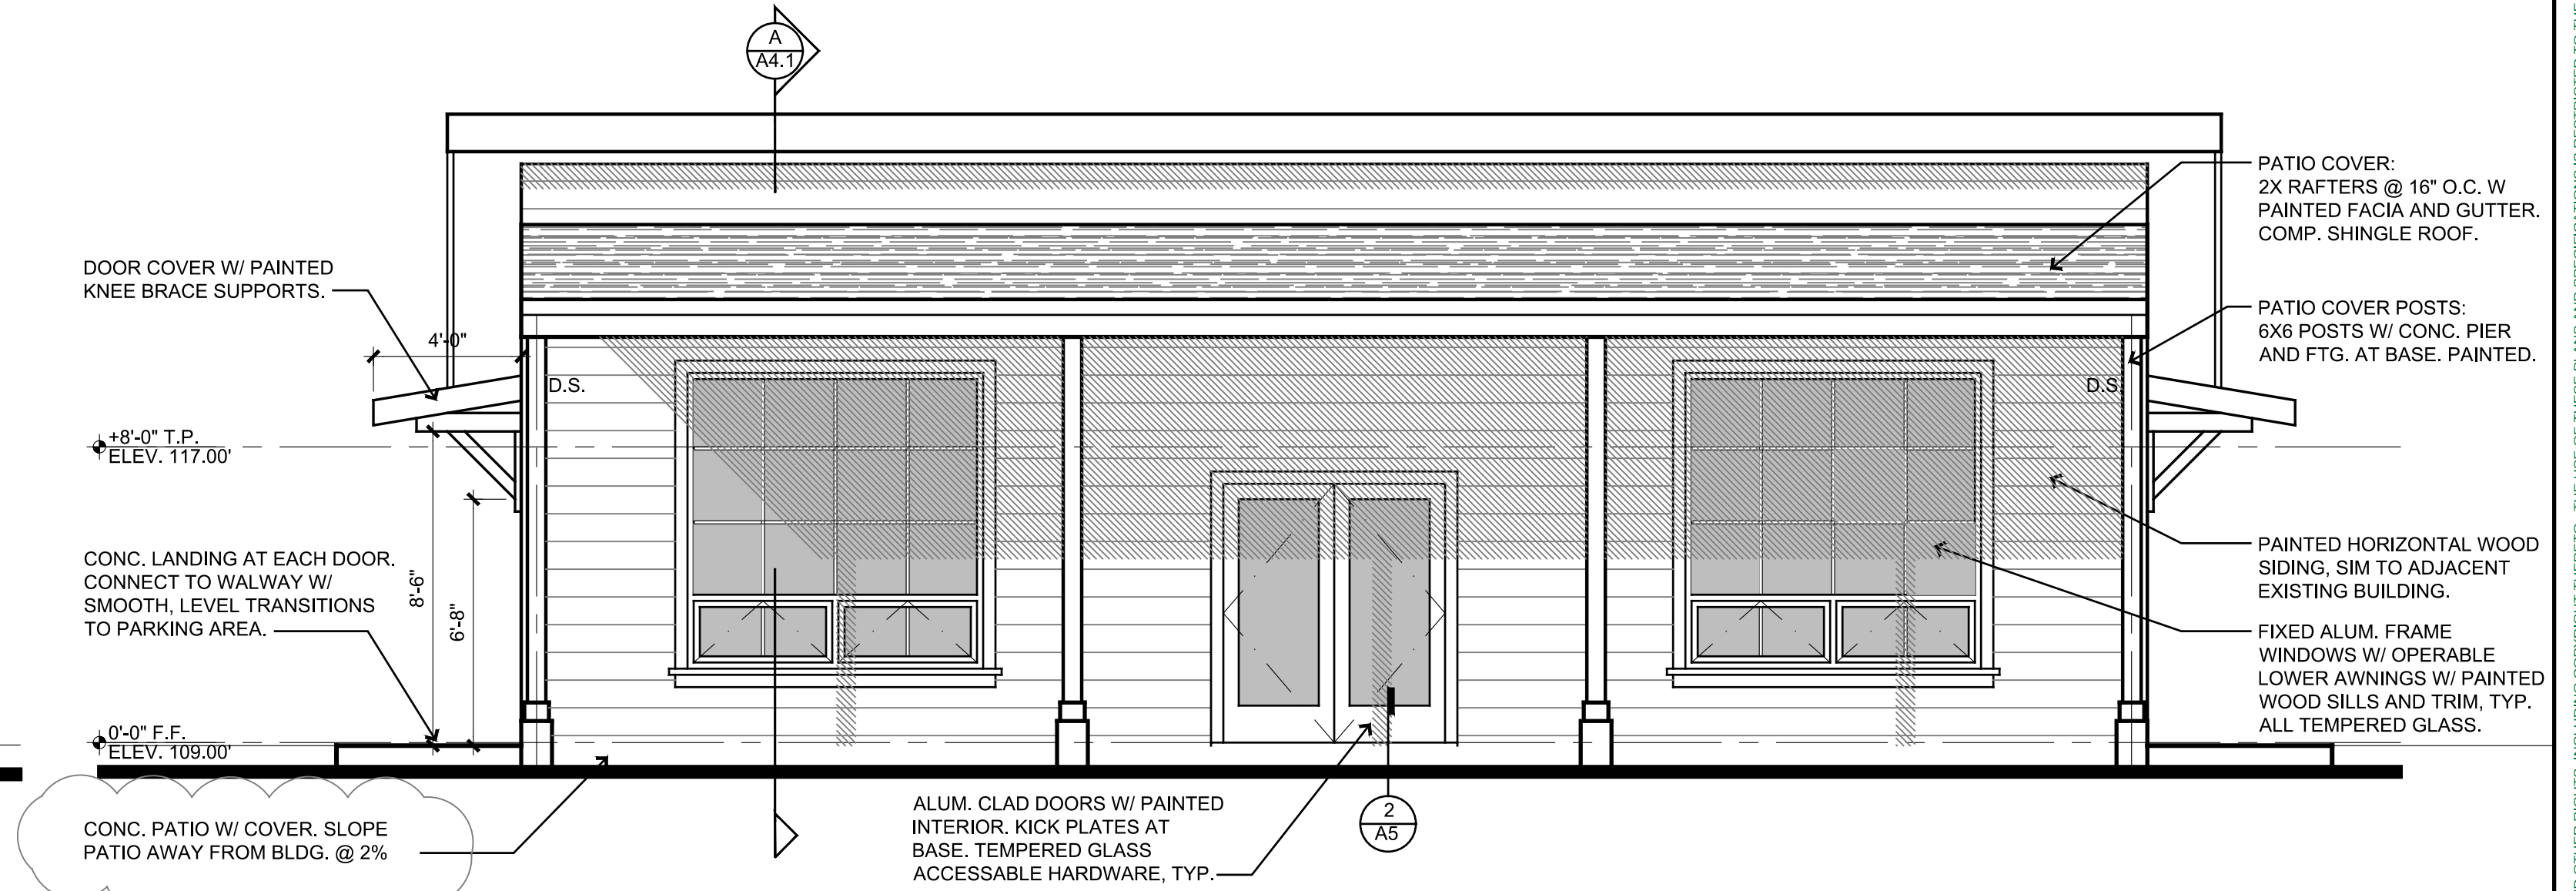 A
A4.1
PATIO COVER:
2X RAFTERS @ 16" O.C. W
PAINTED FACIA AND GUTTER.
COMP. SHINGLE ROOF.
DOOR COVER W/ PAINTED
KNEE BRACE SUPPORTS.
4'-0"
PATIO COVER POSTS:
6X6 POSTS W/ CONC. PIER
AND FTG. AT BASE. PAINTED.
D.S.
D.S.
+8'-0" T.P.
ELEV. 117.00'
CONC. LANDING AT EACH DOOR.
CONNECT TO WALWAY W/
SMOOTH, LEVEL TRANSITIONS
TO PARKING AREA.
8'-6"
6'-8"
PAINTED HORIZONTAL WOOD
SIDING, SIM TO ADJACENT
EXISTING BUILDING.
FIXED ALUM. FRAME
WINDOWS W/ OPERABLE
LOWER AWNINGS W/ PAINTED
WOOD SILLS AND TRIM, TYP.
ALL TEMPERED GLASS.
0'-0" F.F.
ELEV. 109.00'
CONC. PATIO W/ COVER. SLOPE
PATIO AWAY FROM BLDG. @ 2%
ALUM. CLAD DOORS W/ PAINTED
INTERIOR. KICK PLATES AT
BASE. TEMPERED GLASS
ACCESSABLE HARDWARE, TYP.
2
A5